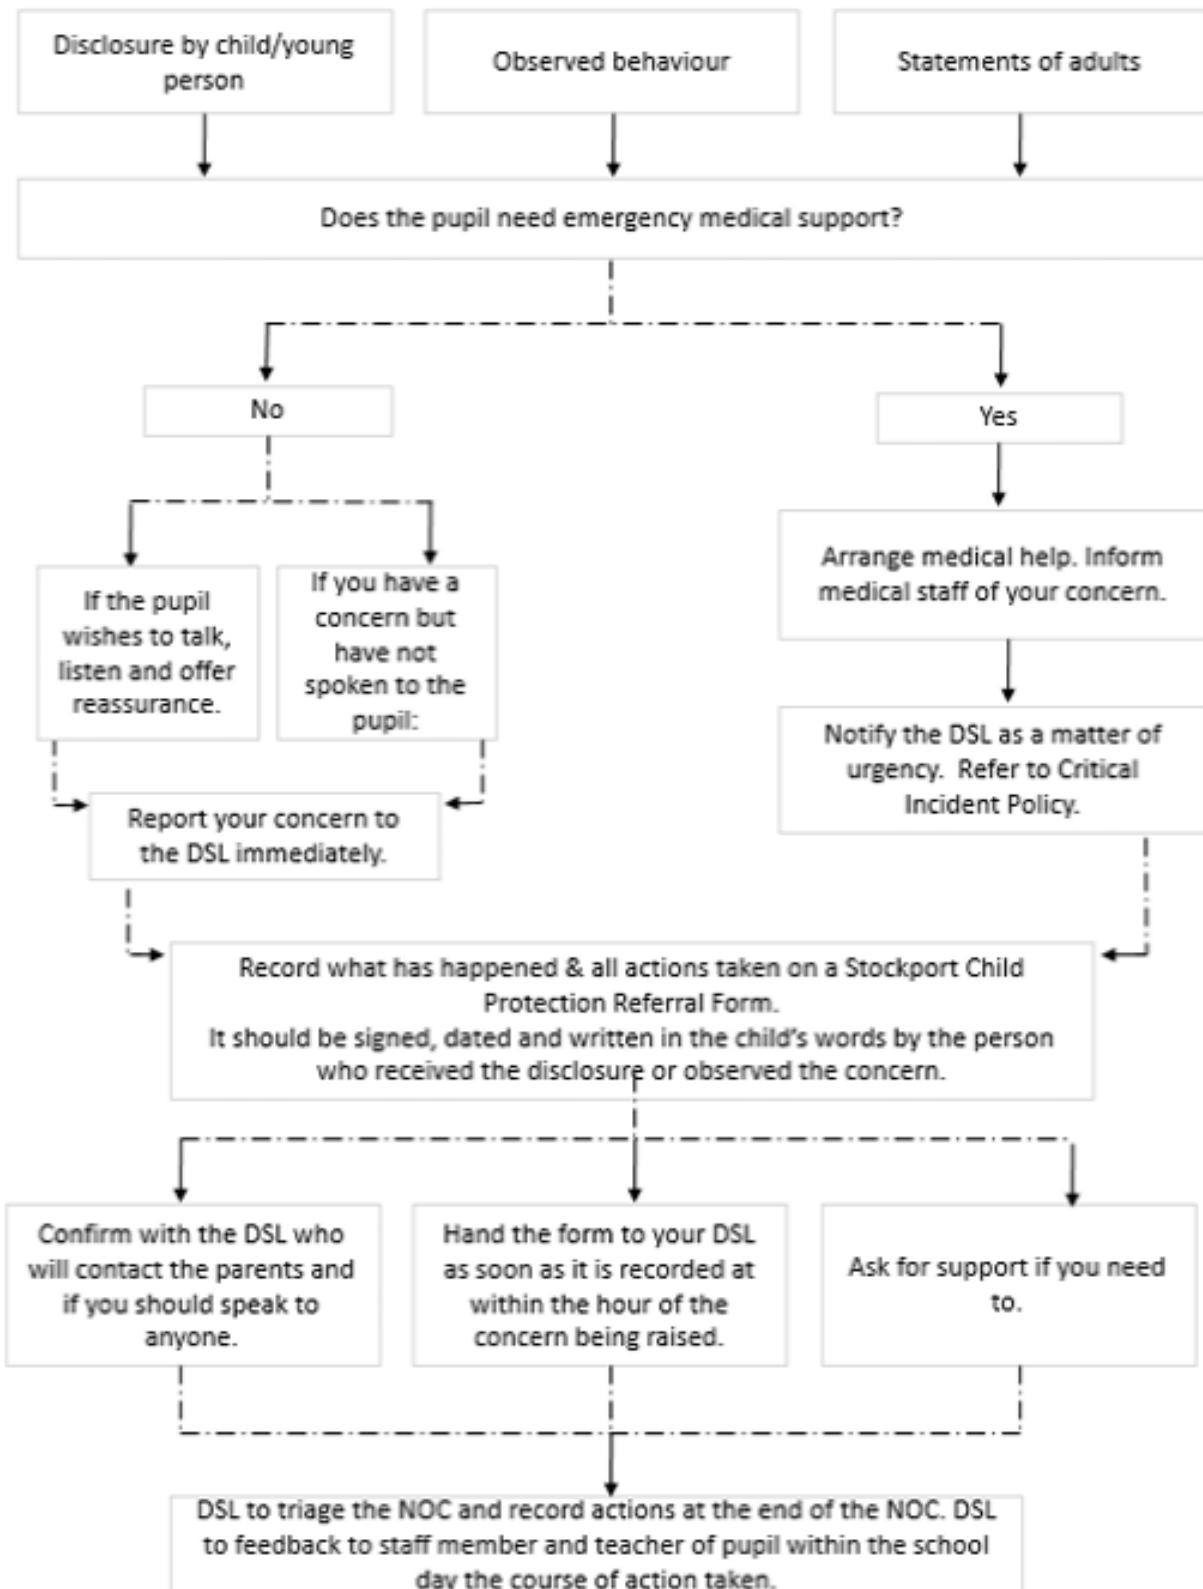 Disclosure by child/young
person
Observed behaviour
Statements of adults
Does the pupil need emergency medical support?
No
Yes
If the pupil
wishes to talk,
listen and offer
reassurance.
If you have a
concern but
have not
spoken to the
pupil:
Arrange medical help. Inform
medical staff of your concern.
Notify the DSL as a matter of
urgency. Refer to Critical
Incident Policy.
Report your concern to
the DSL immediately.
Record what has happened & all actions taken on a Stockport Child
Protection Referral Form.
It should be signed, dated and written in the child's words by the person
who received the disclosure or observed the concern.
Confirm with the DSL who
will contact the parents and
if you should speak to
anyone.
Hand the form to your DSL
as soon as it is recorded at
within the hour of the
concern being raised.
Ask for support if you need
to.
DSL to triage the NOC and record actions at the end of the NOC. DSL
to feedback to staff member and teacher of pupil within the school
day the course of action taken.